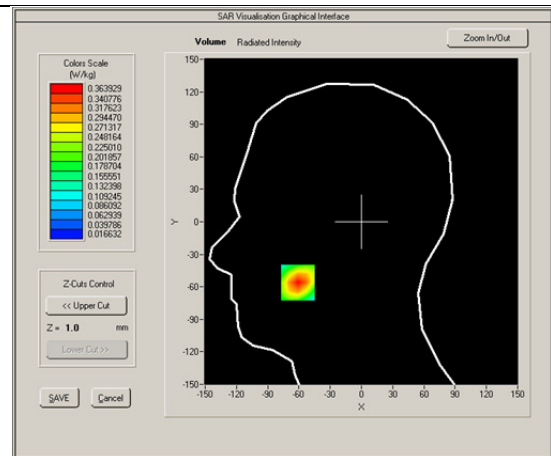 SAR Visualisation Graphical Interface
Volume Radiated Intensity
Zoom In/Out
Colors Scale
(W/kg)
0.363929
0.340776
0.317623
0.294470
0.271317
0.248164
0.225010
0.201857
0.178704
0.155551
0.132398
0.109245
0.086092
0.062939
0.039786
0.016632
Z-Cuts Control
<< Upper Cut
Z = 1.0 mm
Lower Cut >>
SAVE Cancel
150
120
90
60
30
0
-30
-60
-90
-120
-150
Y
-150 -120 -90 -60 -30 0 30 60 90 120 150
X